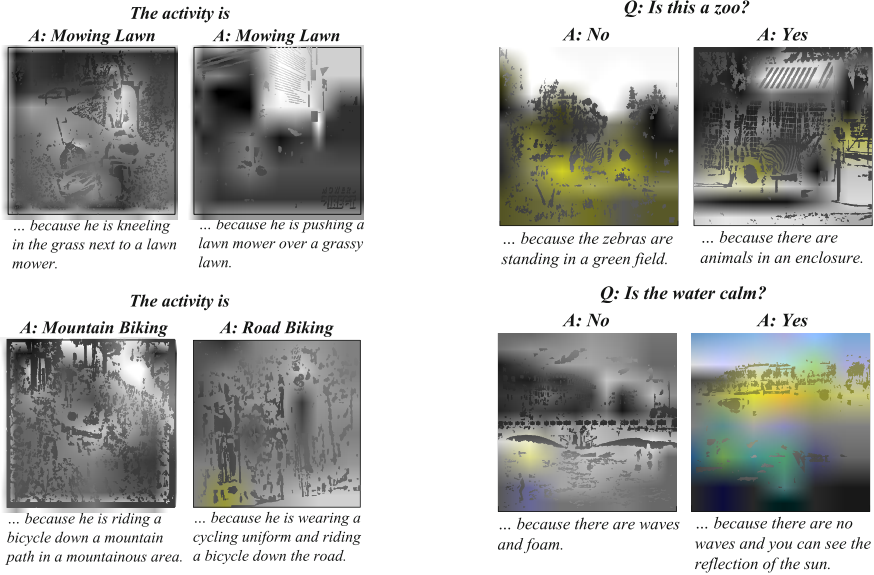 The activity is
A: Mowing Lawn
A: Mowing Lawn
... because he is kneeling
in the grass next to a lawn
mower.
... because he is pushing a
lawn mower over a grassy
lawn.
Q: Is this a zoo?
A: No
A: Yes
... because the zebras are
standing in a green field.
... because there are
animals in an enclosure.
The activity is
A: Mountain Biking
A: Road Biking
... because he is riding a
bicycle down a mountain
path in a mountainous area.
... because he is wearing a
cycling uniform and riding
a bicycle down the road.
Q: Is the water calm?
A: No
A: Yes
... because there are waves
and foam.
... because there are no
waves and you can see the
reflection of the sun.